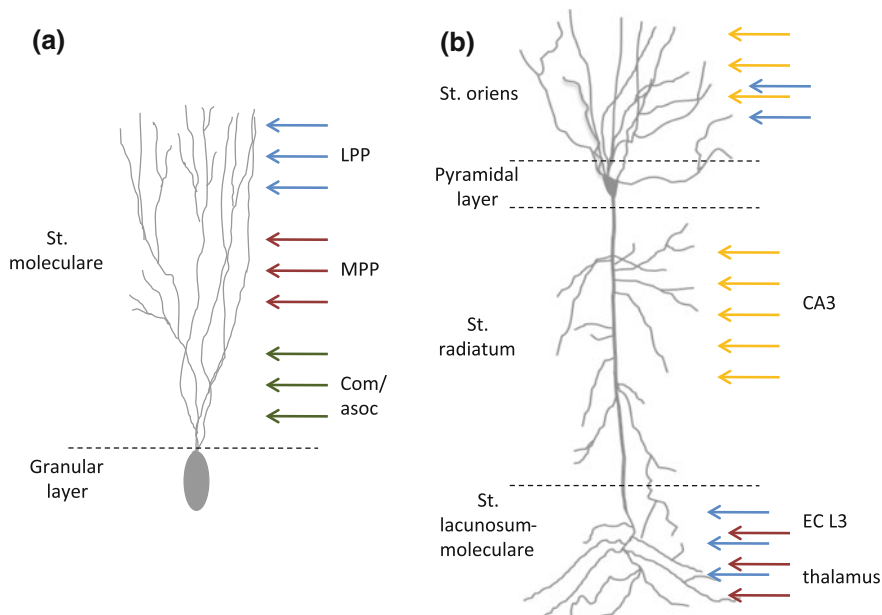 (a)
LPP
St.
moleculare
MPP
Com/
asoc
Granular
layer
(b)
St. oriens
Pyramidal
layer
CA3
St.
radiatum
St.
lacunosum-
moleculare
EC L3
thalamus